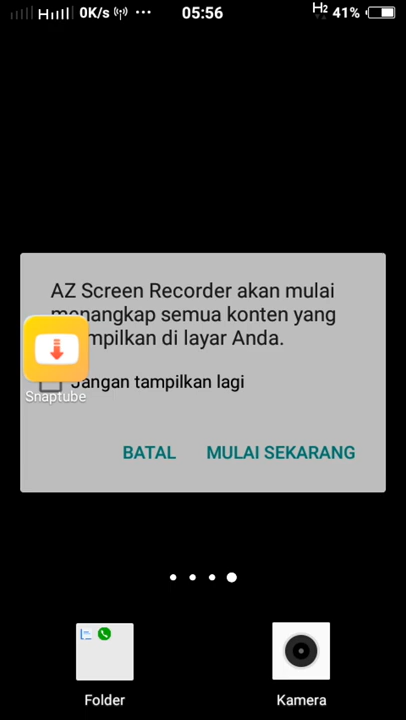 0K/s
05:56
H2 41%
AZ Screen Recorder akan mulai
menangkap semua konten yang
mpilkan di layar Anda.
Jangan tampilkan lagi
Snaptube
BATAL MULAI SEKARANG
Folder
Kamera